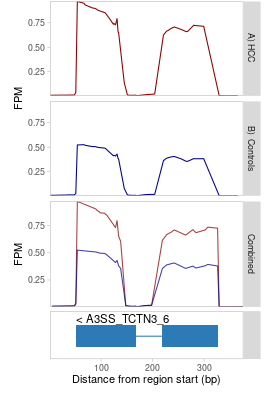 0.75
0.50
0.25
FPM
A) HCC
0.75
0.50
0.25
B) Controls
0.75
0.50
0.25
FPM
Combined
< A3SS_TCTN3_6
100
200
300
Distance from region start (bp)